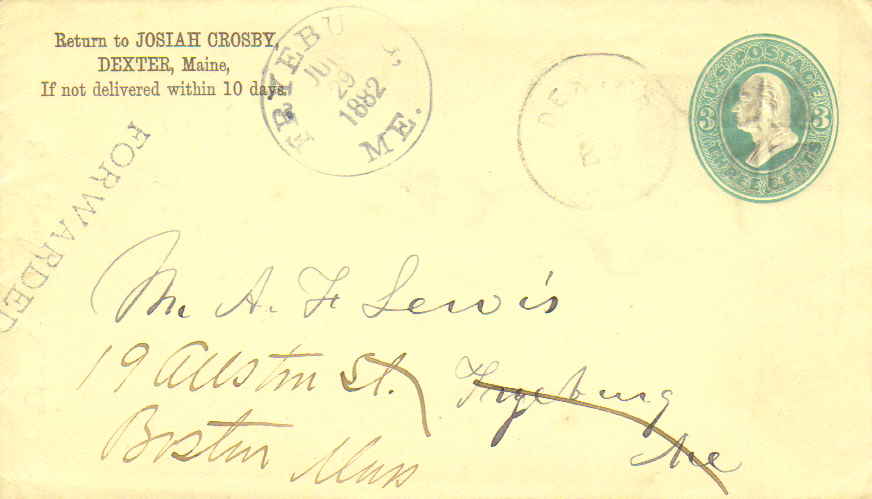 Return to JOSIAH CROSBY,
DEXTER, Maine,
If not delivered within 10 days.
FRYEBURG, ME.
29
1882
U.S. POSTAGE
3 3
THREE CENTS
FORWARDED
Mr. A. F. Lewis
19 Allston St.
Boston Mass
Fryeburg
Me